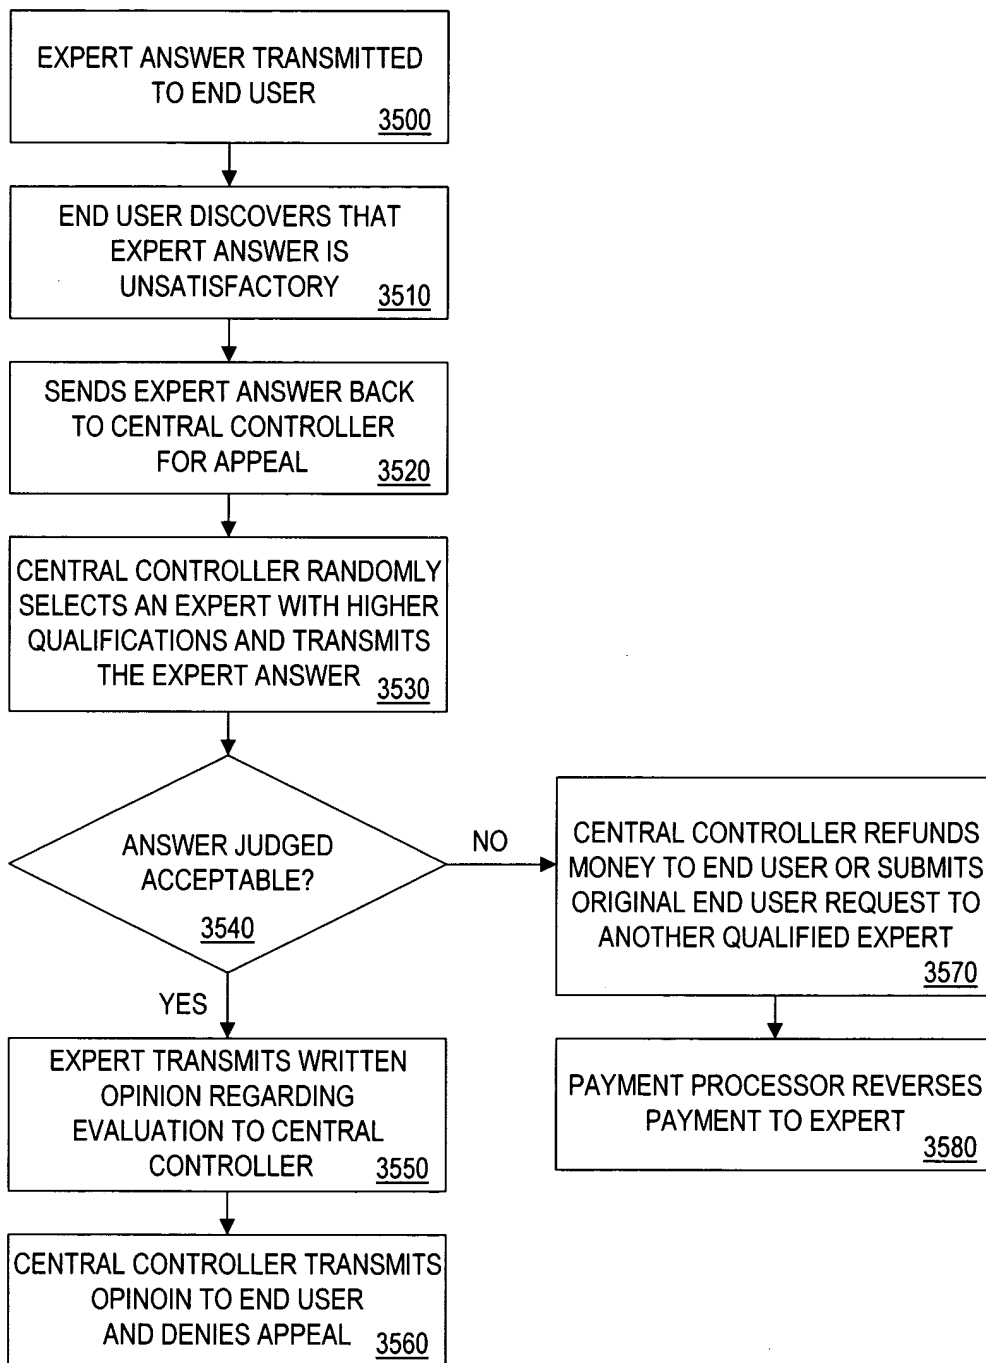 EXPERT ANSWER TRANSMITTED
TO END USER
3500
END USER DISCOVERS THAT
EXPERT ANSWER IS
UNSATISFACTORY
3510
SENDS EXPERT ANSWER BACK
TO CENTRAL CONTROLLER
FOR APPEAL
3520
CENTRAL CONTROLLER RANDOMLY
SELECTS AN EXPERT WITH HIGHER
QUALIFICATIONS AND TRANSMITS
THE EXPERT ANSWER
3530
ANSWER JUDGED
ACCEPTABLE?
3540
NO
CENTRAL CONTROLLER REFUNDS
MONEY TO END USER OR SUBMITS
ORIGINAL END USER REQUEST TO
ANOTHER QUALIFIED EXPERT
3570
PAYMENT PROCESSOR REVERSES
PAYMENT TO EXPERT
3580
YES
EXPERT TRANSMITS WRITTEN
OPINION REGARDING
EVALUATION TO CENTRAL
CONTROLLER
3550
CENTRAL CONTROLLER TRANSMITS
OPINOIN TO END USER
AND DENIES APPEAL
3560